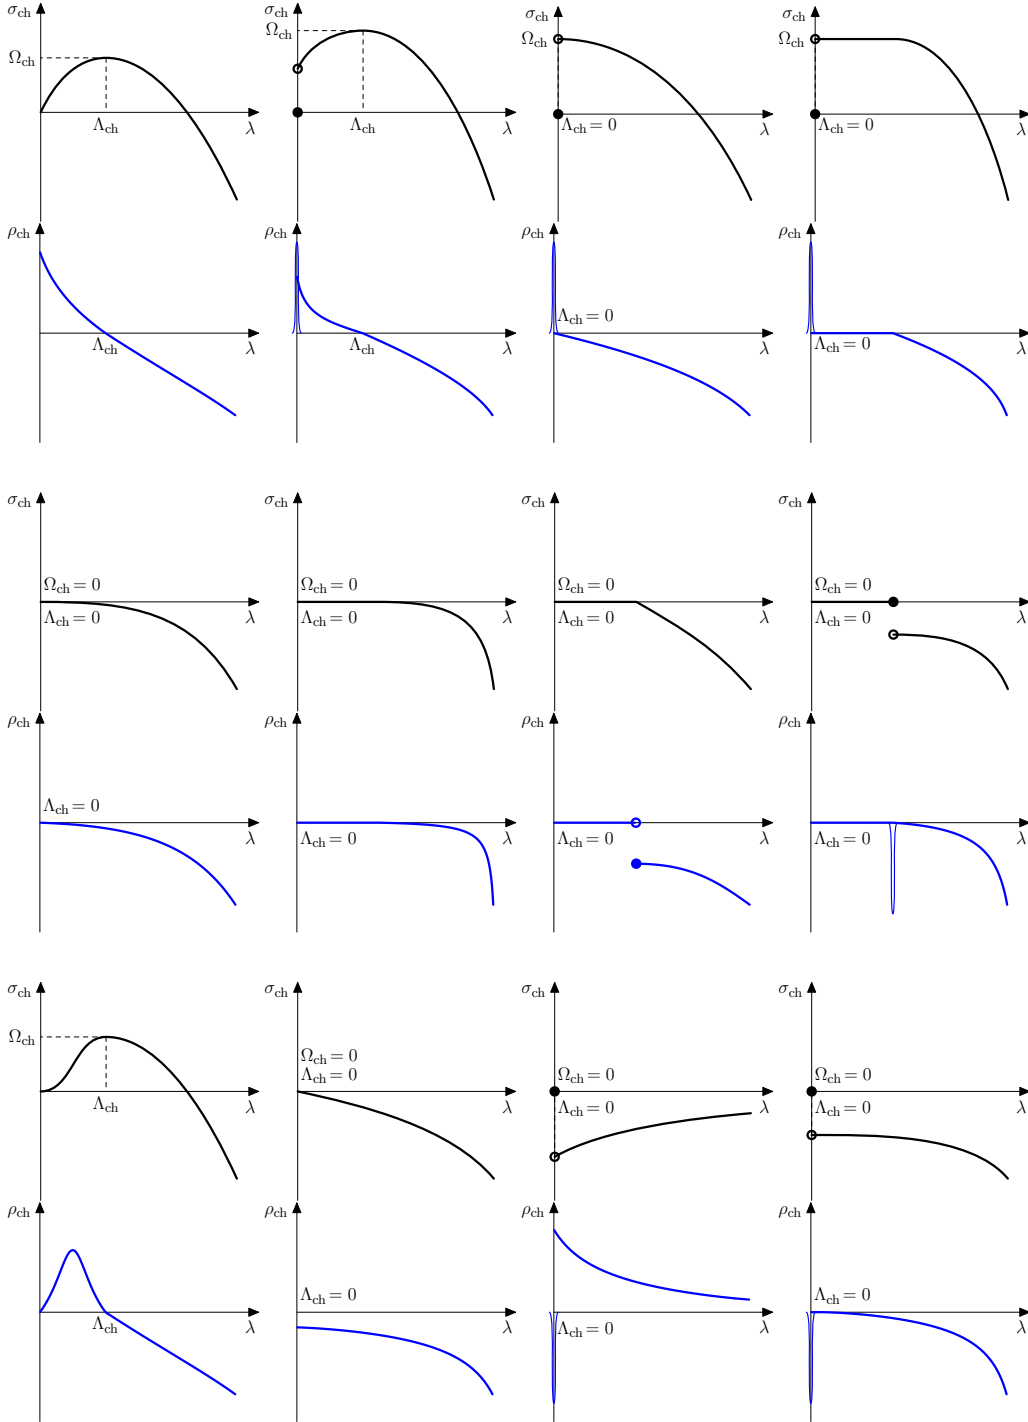 σch σch σch σch
Ωch Ωch Ωch Ωch
Λch λ Λch λ Λch = 0 λ Λch = 0 λ
ρch ρch ρch ρch
Λch = 0
Λch λ Λch λ λ Λch = 0 λ
σch σch σch σch
Ωch = 0 Ωch = 0 Ωch = 0 Ωch = 0
Λch = 0 λ Λch = 0 λ Λch = 0 λ Λch = 0 λ
ρch ρch ρch ρch
Λch = 0
λ Λch = 0 λ Λch = 0 λ Λch = 0 λ
σch σch σch σch
Ωch Ωch = 0
Λch = 0 Ωch = 0 Ωch = 0
Λch λ λ Λch = 0 λ Λch = 0 λ
ρch ρch ρch ρch
Λch = 0 Λch = 0
Λch λ λ Λch = 0 λ λ